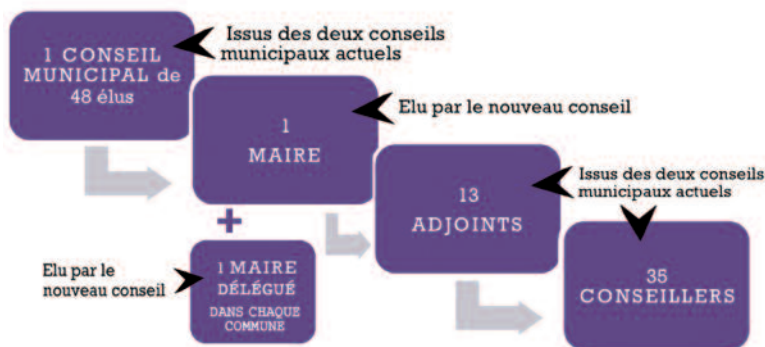 1 CONSEIL
MUNICIPAL de
48 élus
Issus des deux conseils
municipaux actuels
1
MAIRE
Elu par le nouveau conseil
+
1 MAIRE
DÉLÉGUÉ
DANS CHAQUE
COMMUNE
Elu par le
nouveau conseil
13
ADJOINTS
Issus des deux conseils
municipaux actuels
35
CONSEILLERS